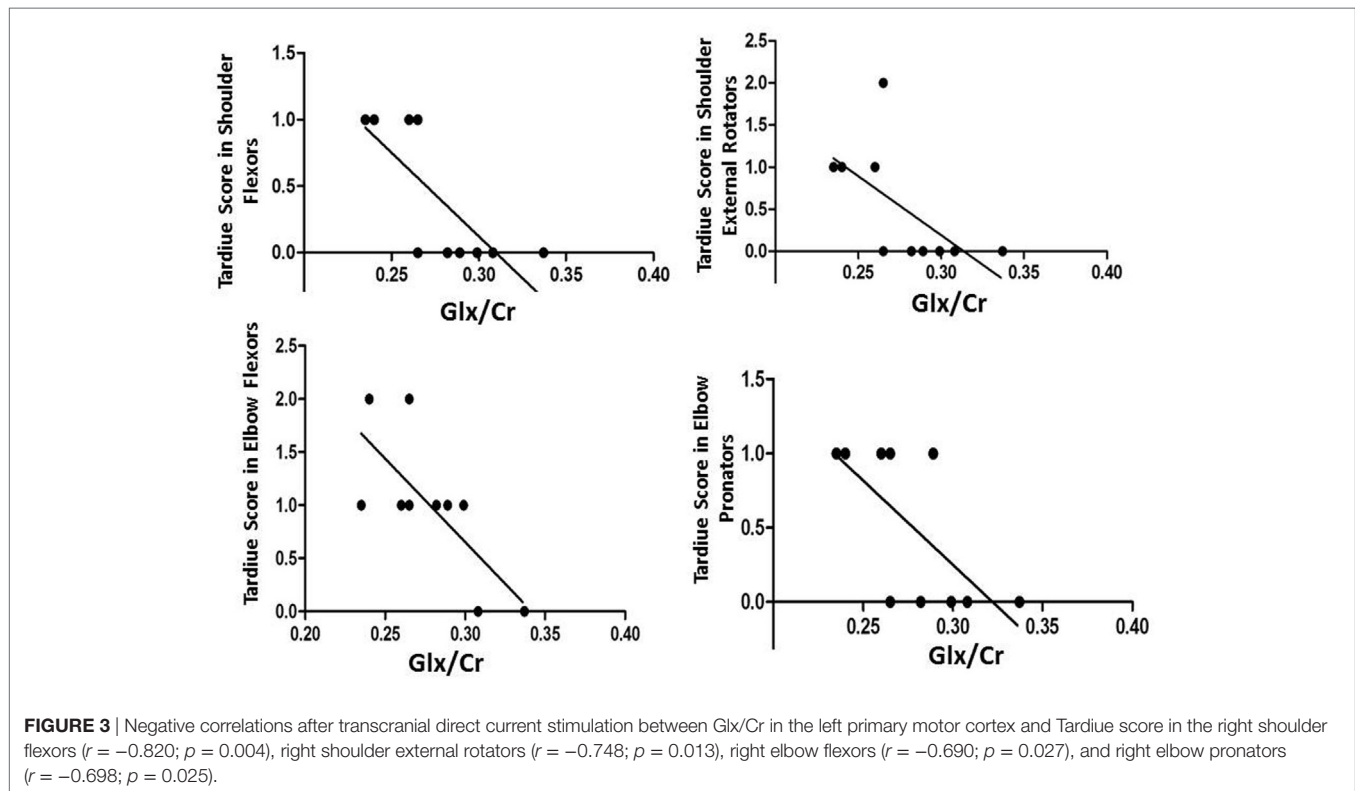 Tardiue Score in Shoulder
Flexors
1.5
1.0
0.5
0.0
0.25 0.30 0.35 0.40
Glx/Cr
Tardiue Score in Shoulder
External Rotators
2.5
2.0
1.5
1.0
0.5
0.0
0.25 0.30 0.35 0.40
Glx/Cr
Tardiue Score in Elbow Flexors
2.5
2.0
1.5
1.0
0.5
0.0
0.20 0.25 0.30 0.35 0.40
Glx/Cr
Tardiue Score in Elbow
Pronators
1.5
1.0
0.5
0.0
0.25 0.30 0.35 0.40
Glx/Cr
FIGURE 3 | Negative correlations after transcranial direct current stimulation between Glx/Cr in the left primary motor cortex and Tardiue score in the right shoulder
flexors (r = −0.820; p = 0.004), right shoulder external rotators (r = −0.748; p = 0.013), right elbow flexors (r = −0.690; p = 0.027), and right elbow pronators
(r = −0.698; p = 0.025).